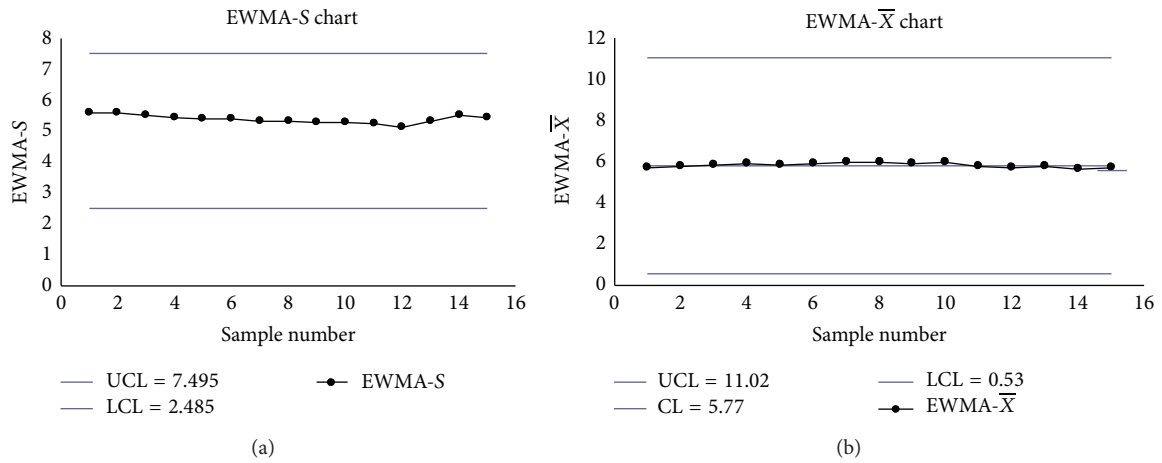 EWMA-S chart
8
7
6
5
4
3
2
1
0
EWMA-S
0 2 4 6 8 10 12 14 16
Sample number
UCL = 7.495
EWMA-S
LCL = 2.485
(a)
EWMA-X̅ chart
12
10
8
6
4
2
0
EWMA-X̅
0 2 4 6 8 10 12 14 16
Sample number
UCL = 11.02
LCL = 0.53
CL = 5.77
EWMA-X̅
(b)